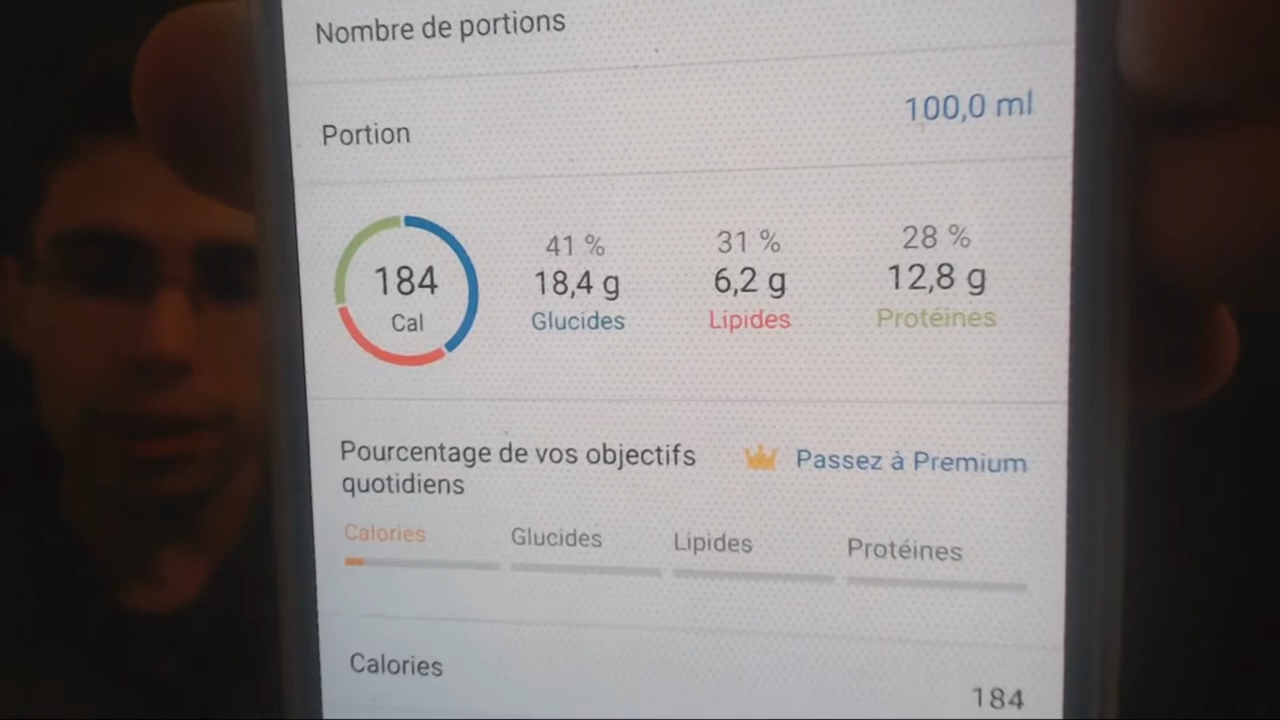 Nombre de portions
Portion
100,0 ml
184
Cal
41 %
18,4 g
Glucides
31 %
6,2 g
Lipides
28 %
12,8 g
Protéines
Pourcentage de vos objectifs
quotidiens
Passez à Premium
Calories
Glucides
Lipides
Protéines
Calories
184